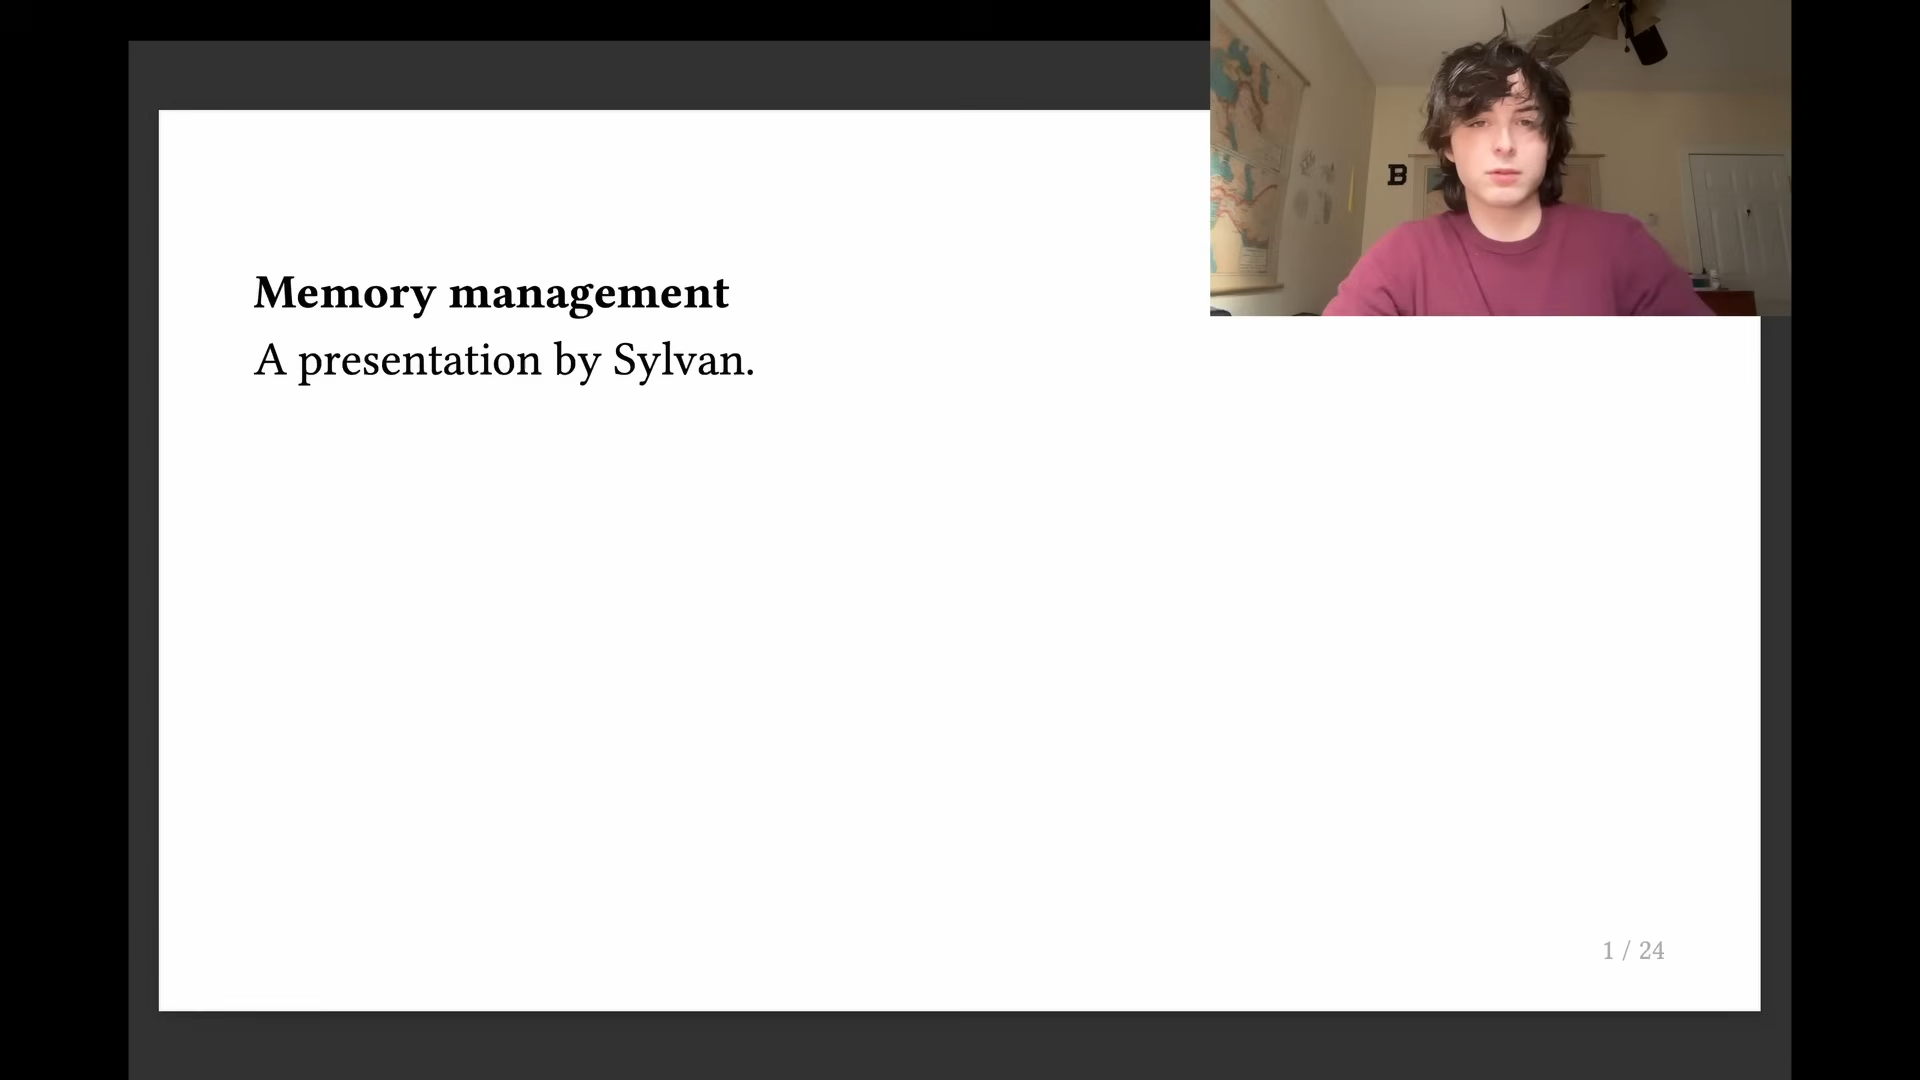 Memory management
A presentation by Sylvan.
B
1 / 24